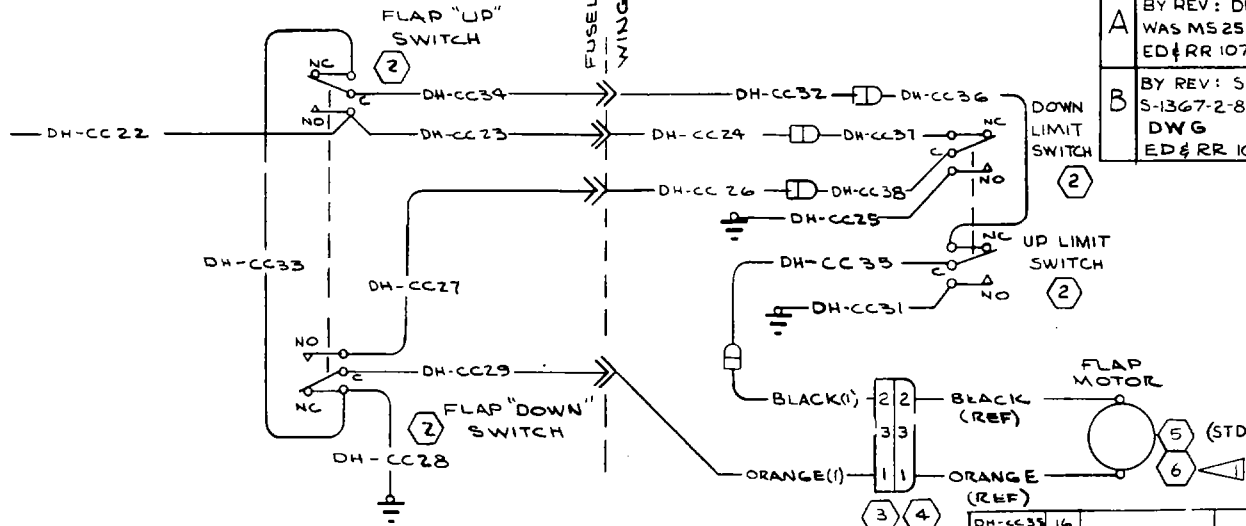 FLAP "UP"
SWITCH
2
FUSEL
WING
A
BY REV: D
WAS MS25
ED & RR 107
B
BY REV: S
S-1367-2-8
DWG
ED & RR 10
NC
C
NO
DH-CC34
DH-CC32
DH-CC36
DH-CC22
DH-CC23
DH-CC24
DH-CC37
NC
C
NO
DOWN
LIMIT
SWITCH
2
DH-CC26
DH-CC38
DH-CC25
DH-CC33
DH-CC27
DH-CC35
NC
C
NO
UP LIMIT
SWITCH
2
DH-CC31
NO
C
NC
DH-CC29
FLAP "DOWN"
SWITCH
2
DH-CC28
FLAP
MOTOR
BLACK(1)
2 2
BLACK
(REF)
3 3
5
(STD
ORANGE(1)
1 1
ORANGE
(REF)
6
3 4
DH-CC35 16